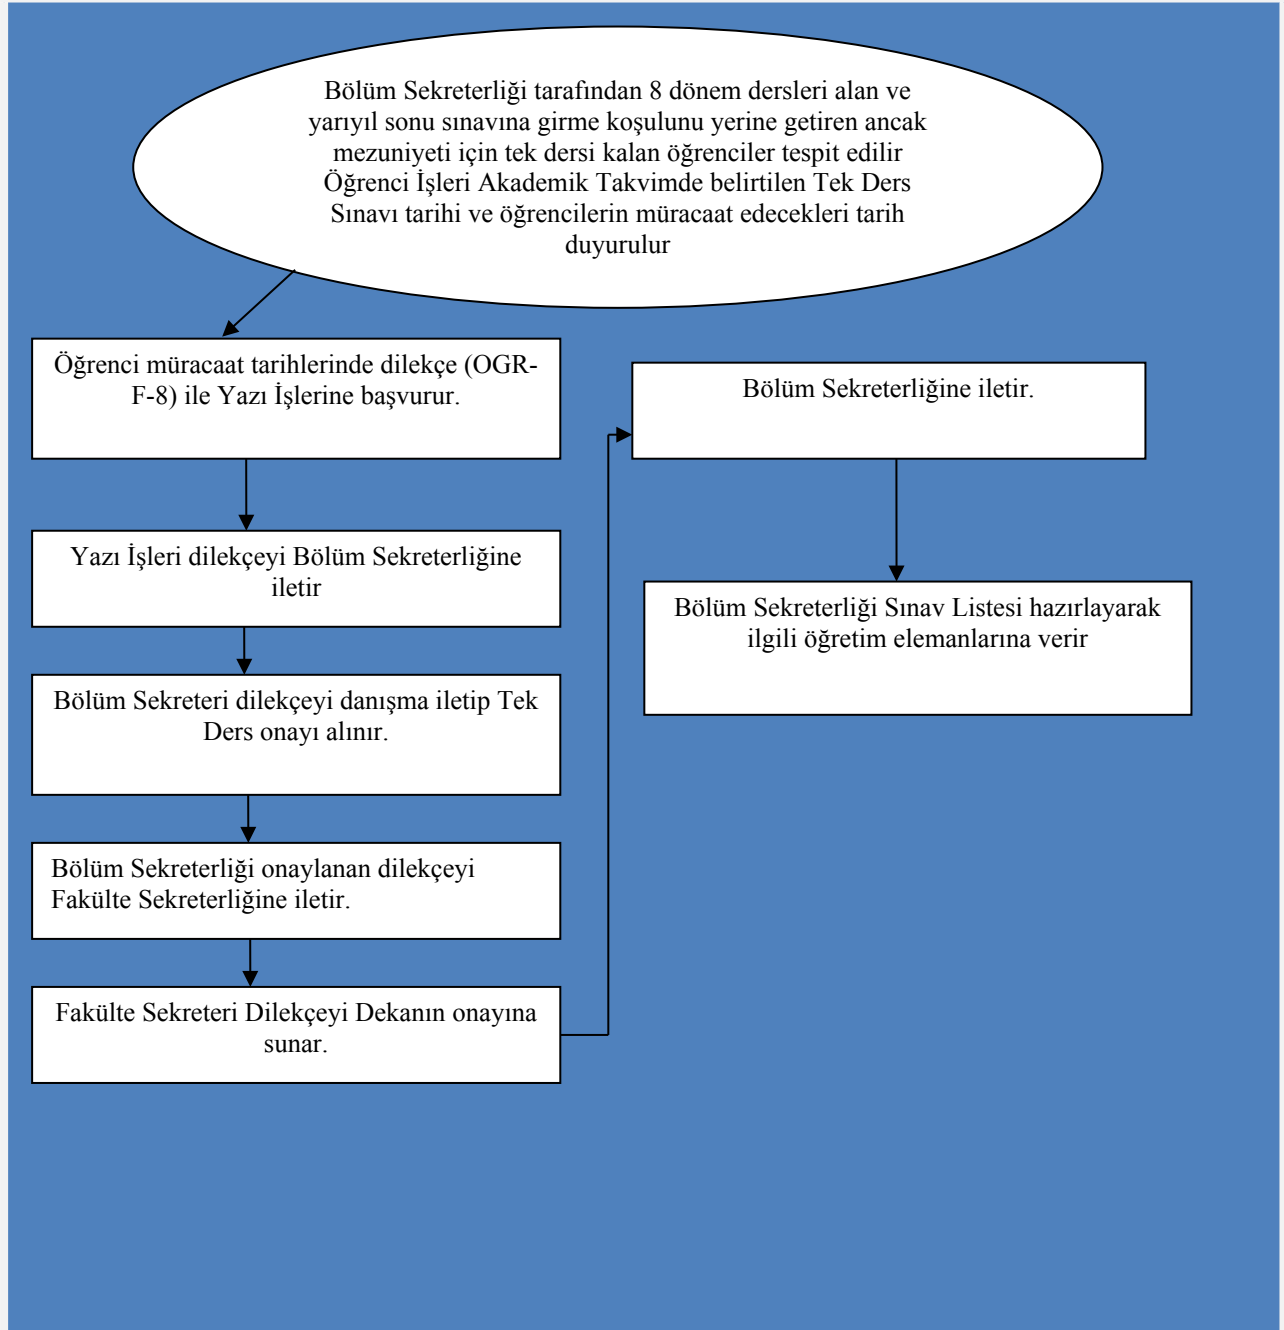 Bölüm Sekreterliği tarafından 8 dönem dersleri alan ve
yarıyıl sonu sınavına girme koşulunu yerine getiren ancak
mezuniyeti için tek dersi kalan öğrenciler tespit edilir
Öğrenci İşleri Akademik Takvimde belirtilen Tek Ders
Sınavı tarihi ve öğrencilerin müracaat edecekleri tarih
duyurulur
Öğrenci müracaat tarihlerinde dilekçe (OGR-
F-8) ile Yazı İşlerine başvurur.
Yazı İşleri dilekçeyi Bölüm Sekreterliğine
iletir
Bölüm Sekreteri dilekçeyi danışma iletip Tek
Ders onayı alınır.
Bölüm Sekreterliği onaylanan dilekçeyi
Fakülte Sekreterliğine iletir.
Fakülte Sekreteri Dilekçeyi Dekanın onayına
sunar.
Bölüm Sekreterliğine iletir.
Bölüm Sekreterliği Sınav Listesi hazırlayarak
ilgili öğretim elemanlarına verir